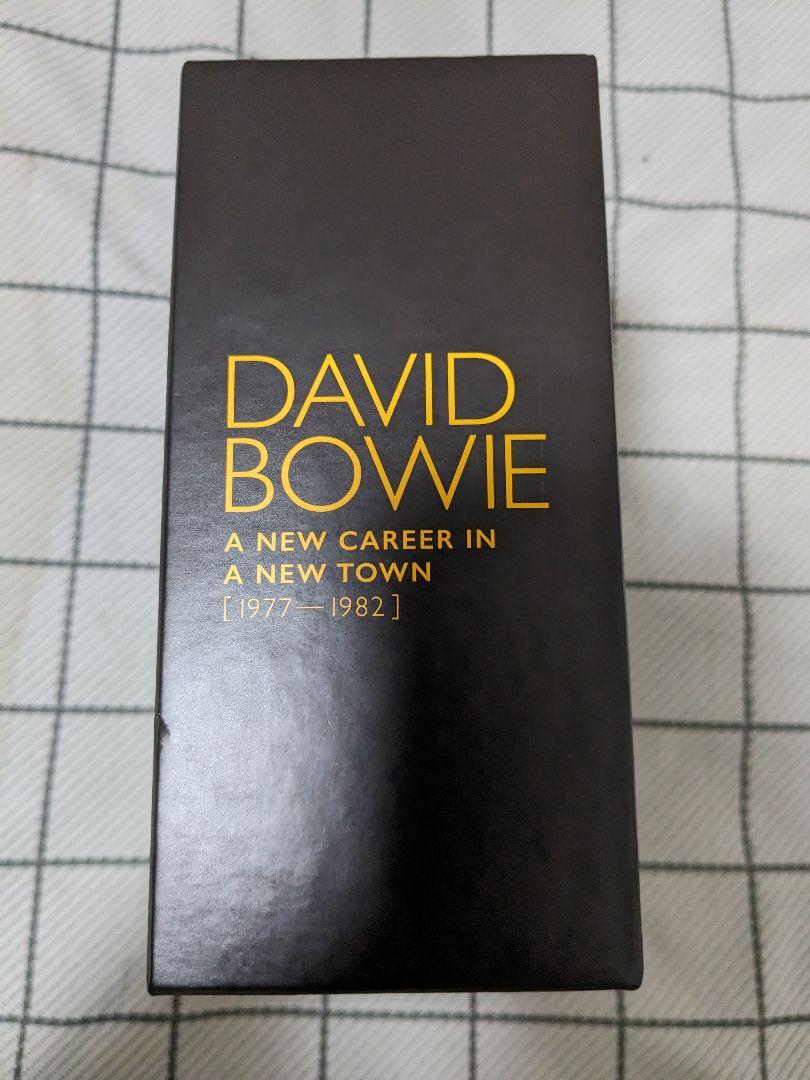 DAVID
BOWIE
A NEW CAREER IN
A NEW TOWN
[1977—1982]